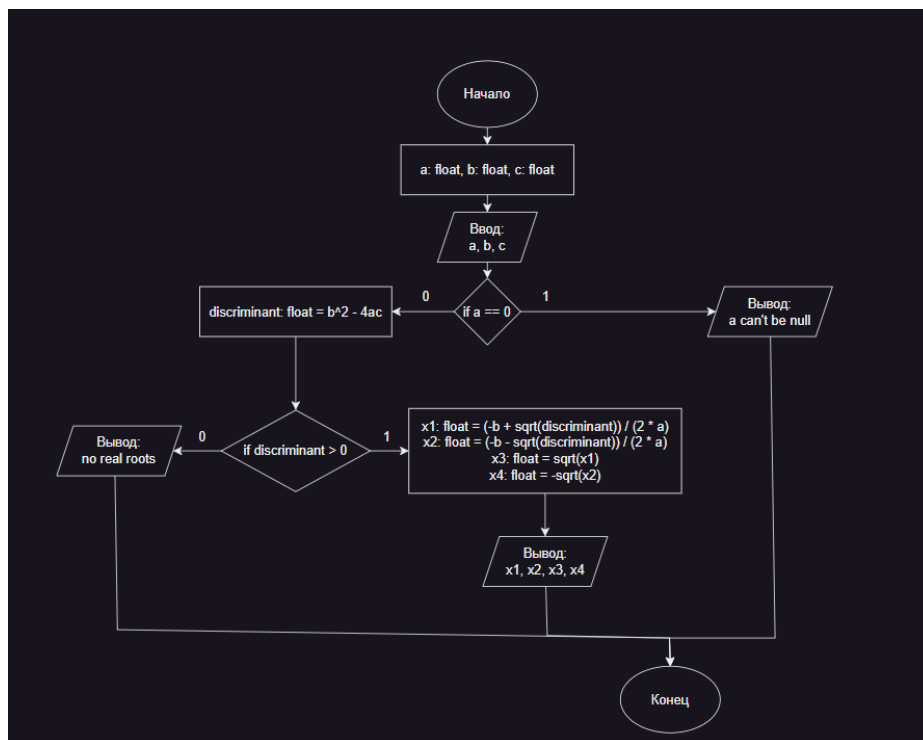 Начало
a: float, b: float, c: float
Ввод:
a, b, c
0
if a == 0
1
discriminant: float = b^2 - 4ac
Вывод:
a can't be null
Вывод:
no real roots
0
if discriminant > 0
1
x1: float = (-b + sqrt(discriminant)) / (2 * a)
x2: float = (-b - sqrt(discriminant)) / (2 * a)
x3: float = sqrt(x1)
x4: float = -sqrt(x2)
Вывод:
x1, x2, x3, x4
Конец